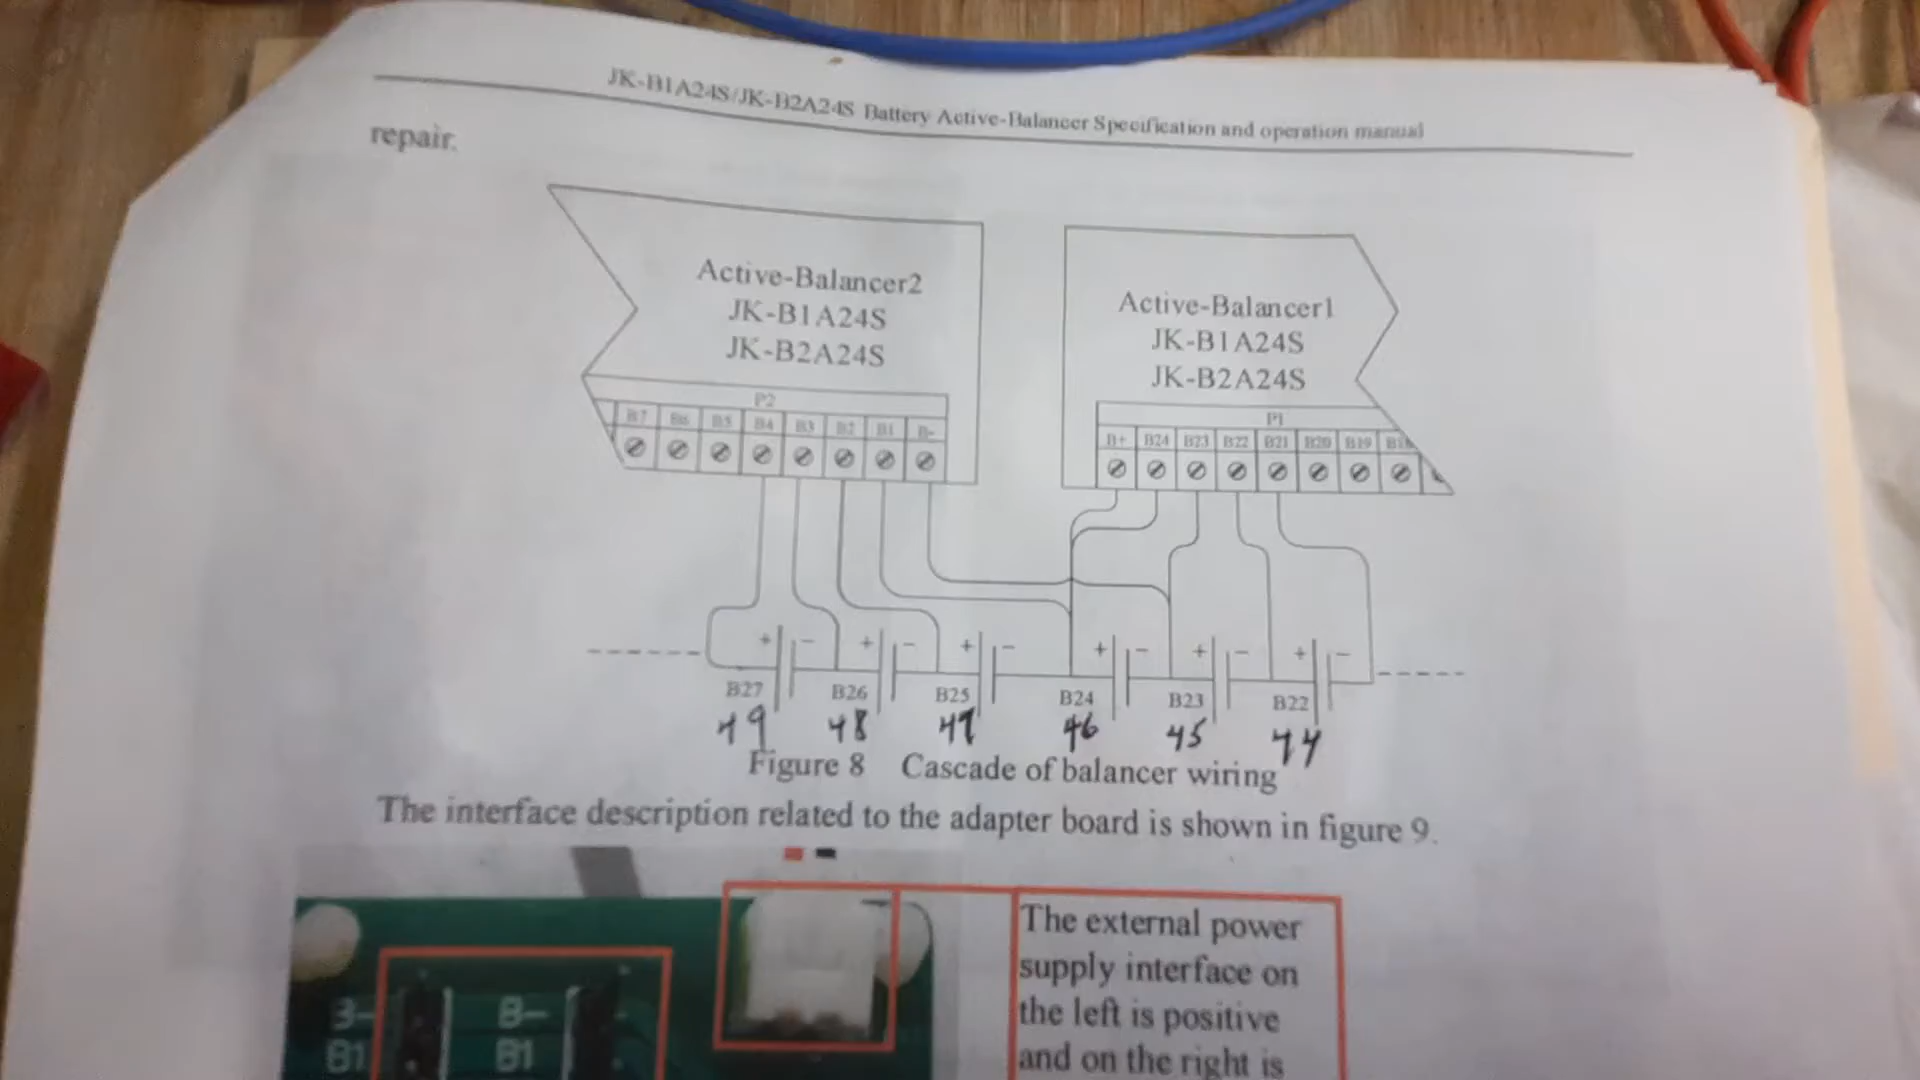 JK-B1A24S/JK-B2A24S Battery Active-Balancer Specification and operation manual
repair.
Active-Balancer2
JK-B1A24S
JK-B2A24S
Active-Balancer1
JK-B1A24S
JK-B2A24S
P2
B7 B6 B5 B4 B3 B2 B1 B-
P1
B+ B24 B23 B22 B21 B20 B19 B18
+ - + - + - + - + - + -
B27 B26 B25 B24 B23 B22
49 48 47 46 45 44
Figure 8 Cascade of balancer wiring
The interface description related to the adapter board is shown in figure 9.
The external power
supply interface on
the left is positive
and on the right is
B- B-
B1 B1